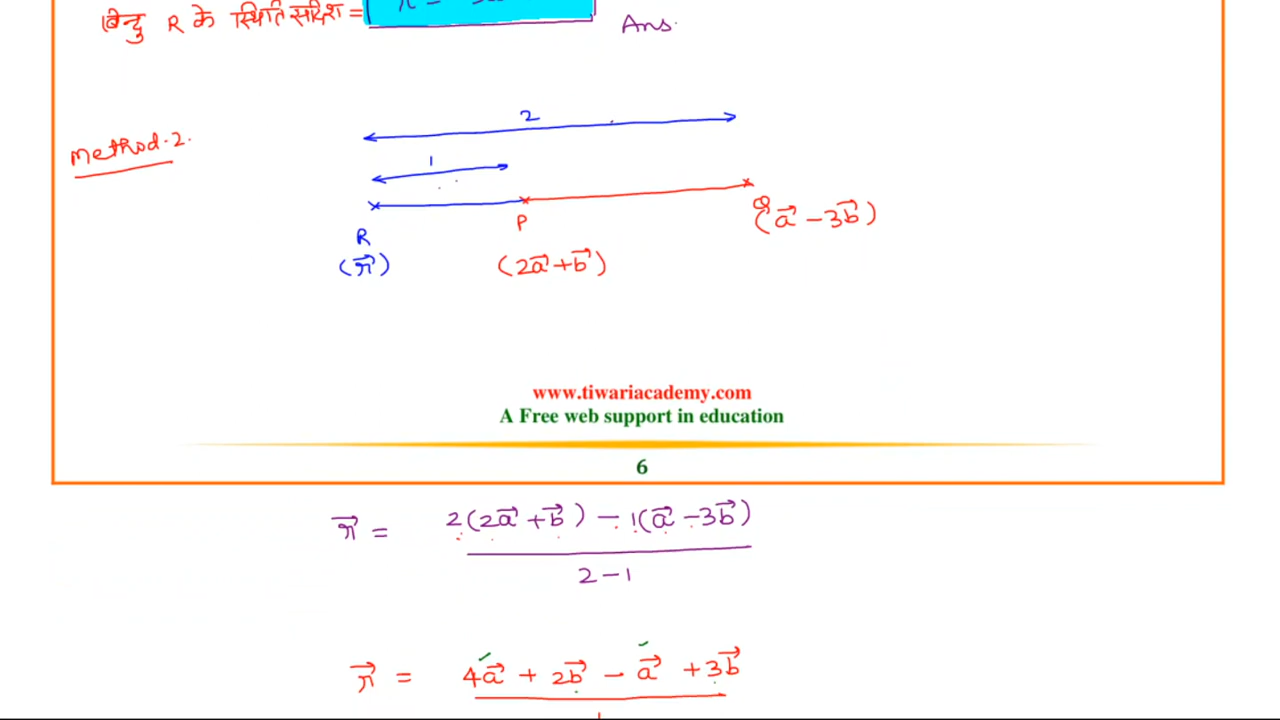 बिन्दु R के स्थिति सदिश =
Ans.
Method-2.
2
1
R
P
Q
(r⃗)
(2a⃗ + b⃗)
(a⃗ - 3b⃗)
www.tiwariacademy.com
A Free web support in education
6
r⃗ = 2(2a⃗ + b⃗) - 1(a⃗ - 3b⃗)
2 - 1
r⃗ = 4a⃗ + 2b⃗ - a⃗ + 3b⃗